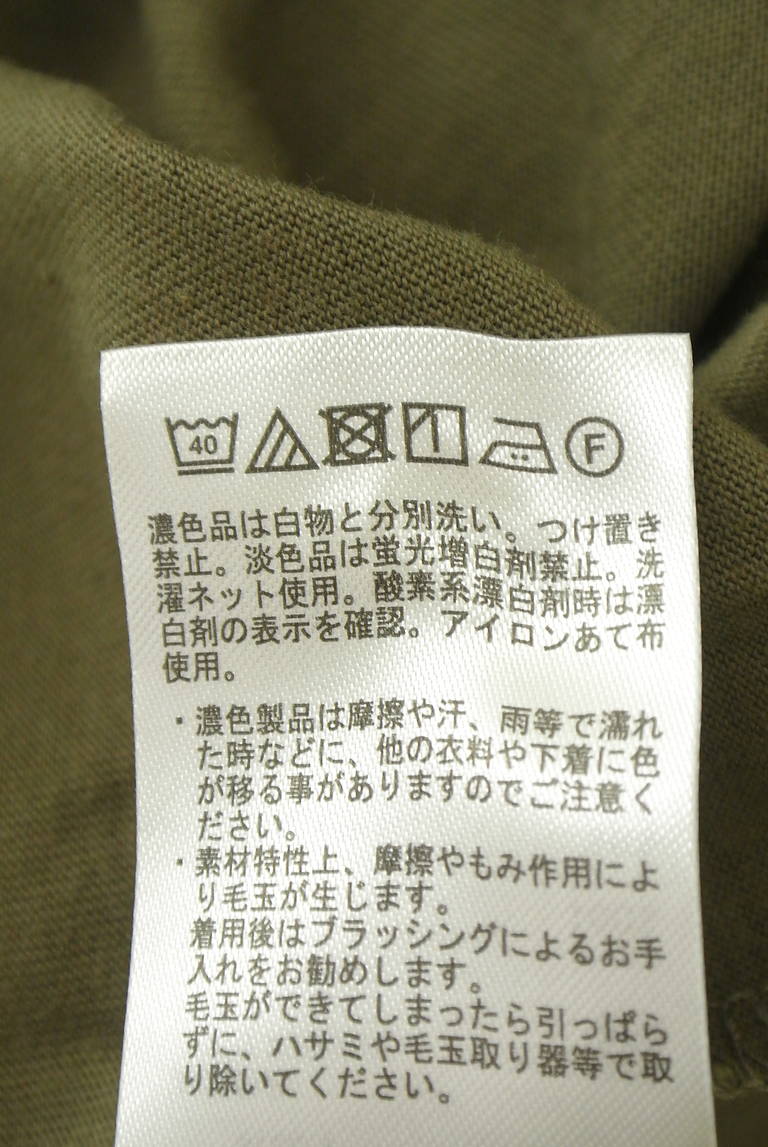 40 F
濃色品は白物と分別洗い。つけ置き
禁止。淡色品は蛍光増白剤禁止。洗
濯ネット使用。酸素系漂白剤時は漂
白剤の表示を確認。アイロンあて布
使用。
・濃色製品は摩擦や汗、雨等で濡れ
た時などに、他の衣料や下着に色
が移る事がありますのでご注意く
ださい。
・素材特性上、摩擦やもみ作用によ
り毛玉が生じます。
着用後はブラッシングによるお手
入れをお勧めします。
毛玉ができてしまったら引っぱら
ずに、ハサミや毛玉取り器等で取
り除いてください。